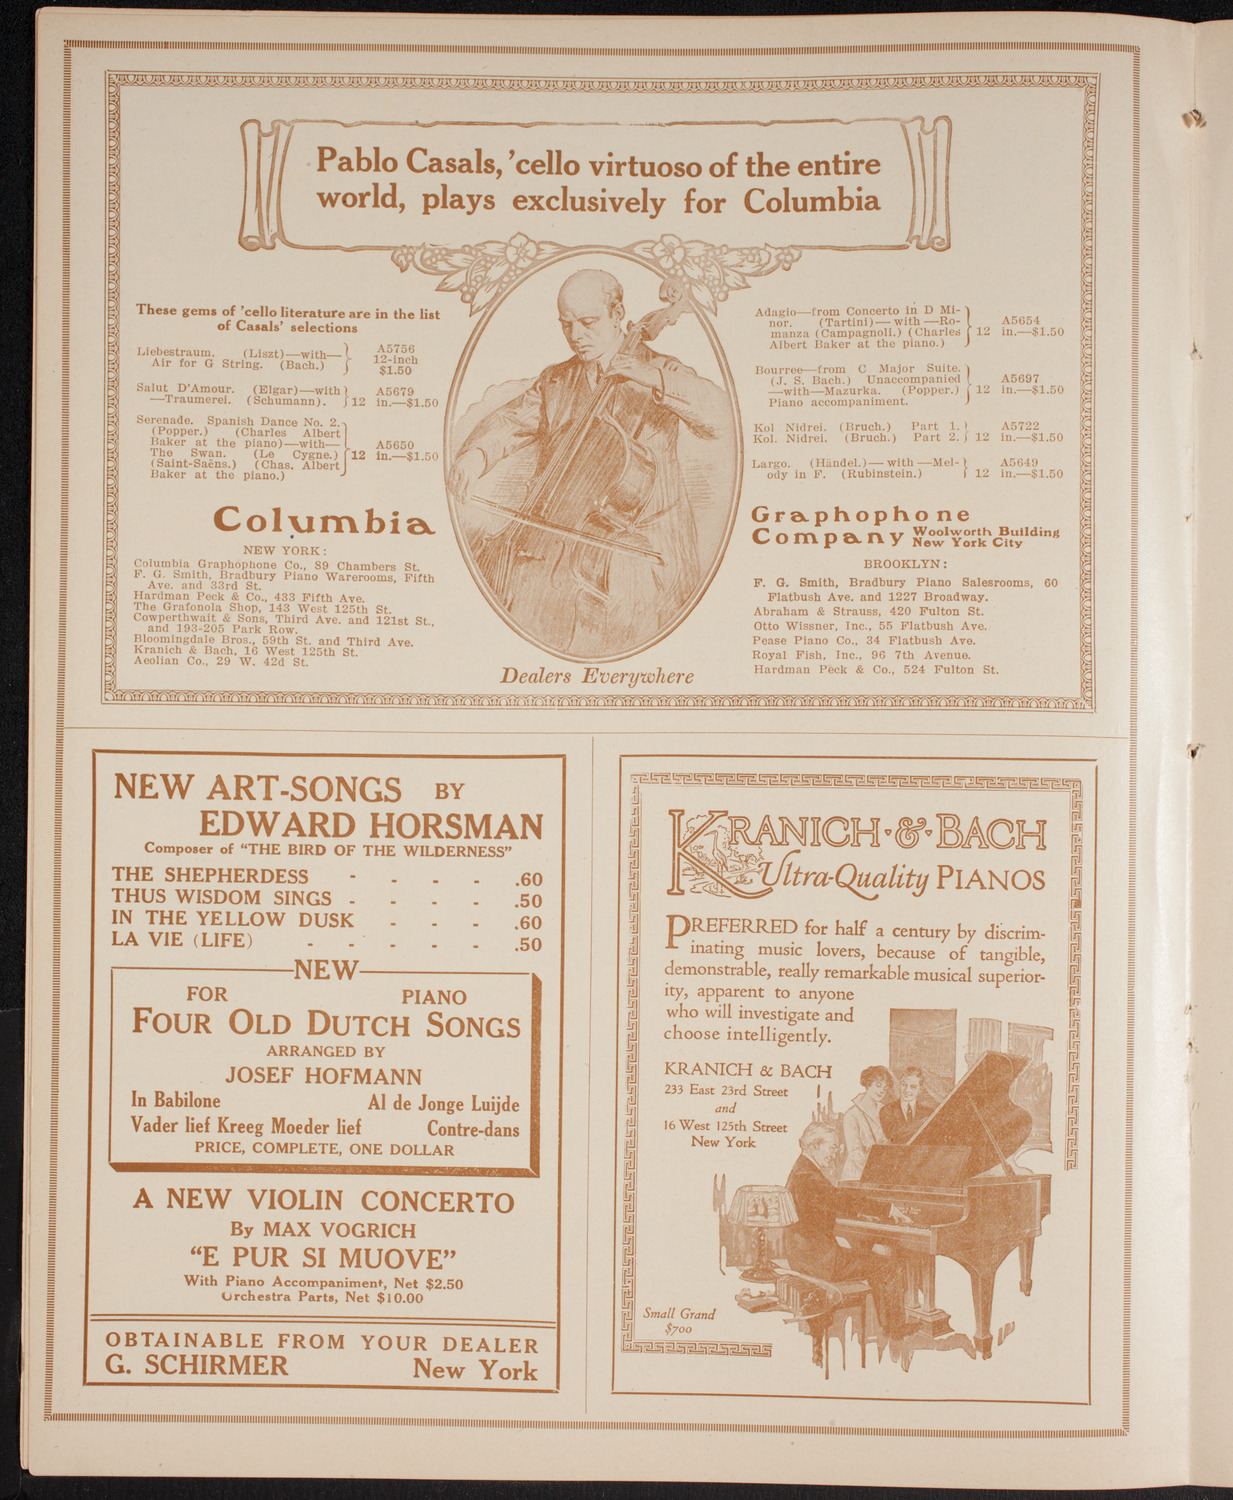 Pablo Casals, 'cello virtuoso of the entire
world, plays exclusively for Columbia
These gems of 'cello literature are in the list
of Casals' selections
Liebestraum. (Liszt)—with—
Air for G String. (Bach.)
A5756
12-inch
$1.50
Salut D'Amour. (Elgar)—with
—Traumerei. (Schumann).
A5679
12 in.—$1.50
Serenade. Spanish Dance No. 2.
(Popper.) (Charles Albert
Baker at the piano)—with—
The Swan. (Le Cygne.)
(Saint-Saëns.) (Chas. Albert
Baker at the piano.)
A5650
12 in.—$1.50
Adagio—from Concerto in D Mi-
nor. (Tartini)—with—Ro-
manza (Campagnoli.) (Charles
Albert Baker at the piano.)
A5654
12 in.—$1.50
Bourree—from C Major Suite.
(J. S. Bach.) Unaccompanied
—with—Mazurka. (Popper.)
Piano accompaniment.
A5697
12 in.—$1.50
Kol Nidrei. (Bruch.) Part 1.
Kol. Nidrei. (Bruch.) Part 2.
A5722
12 in.—$1.50
Largo. (Händel.)—with—Mel-
ody in F. (Rubinstein.)
A5649
12 in.—$1.50
Columbia
NEW YORK:
Columbia Graphophone Co., 89 Chambers St.
F. G. Smith, Bradbury Piano Warerooms, Fifth
Ave. and 33rd St.
Hardman Peck & Co., 433 Fifth Ave.
The Grafonola Shop, 143 West 125th St.
Cowperthwait & Sons, Third Ave. and 121st St.,
and 193-205 Park Row.
Bloomingdale Bros., 59th St. and Third Ave.
Kranich & Bach, 16 West 125th St.
Aeolian Co., 29 W. 42d St.
Graphophone
Company Woolworth Building
New York City
BROOKLYN:
F. G. Smith, Bradbury Piano Salesrooms, 60
Flatbush Ave. and 1227 Broadway.
Abraham & Strauss, 420 Fulton St.
Otto Wissner, Inc., 55 Flatbush Ave.
Pease Piano Co., 34 Flatbush Ave.
Royal Fish, Inc., 96 7th Avenue.
Hardman Peck & Co., 524 Fulton St.
Dealers Everywhere
NEW ART-SONGS BY
EDWARD HORSMAN
Composer of "THE BIRD OF THE WILDERNESS"
THE SHEPHERDESS - - - - .60
THUS WISDOM SINGS - - - - .50
IN THE YELLOW DUSK - - - .60
LA VIE (LIFE) - - - - - .50
NEW
FOR PIANO
FOUR OLD DUTCH SONGS
ARRANGED BY
JOSEF HOFMANN
In Babilone Al de Jonge Luijde
Vader lief Kreeg Moeder lief Contre-dans
PRICE, COMPLETE, ONE DOLLAR
A NEW VIOLIN CONCERTO
By MAX VOGRICH
"E PUR SI MUOVE"
With Piano Accompaniment, Net $2.50
Orchestra Parts, Net $10.00
OBTAINABLE FROM YOUR DEALER
G. SCHIRMER New York
KRANICH·&·BACH
Ultra-Quality PIANOS
PREFERRED for half a century by discrim-
inating music lovers, because of tangible,
demonstrable, really remarkable musical superior-
ity, apparent to anyone
who will investigate and
choose intelligently.
KRANICH & BACH
233 East 23rd Street
and
16 West 125th Street
New York
Small Grand
$700